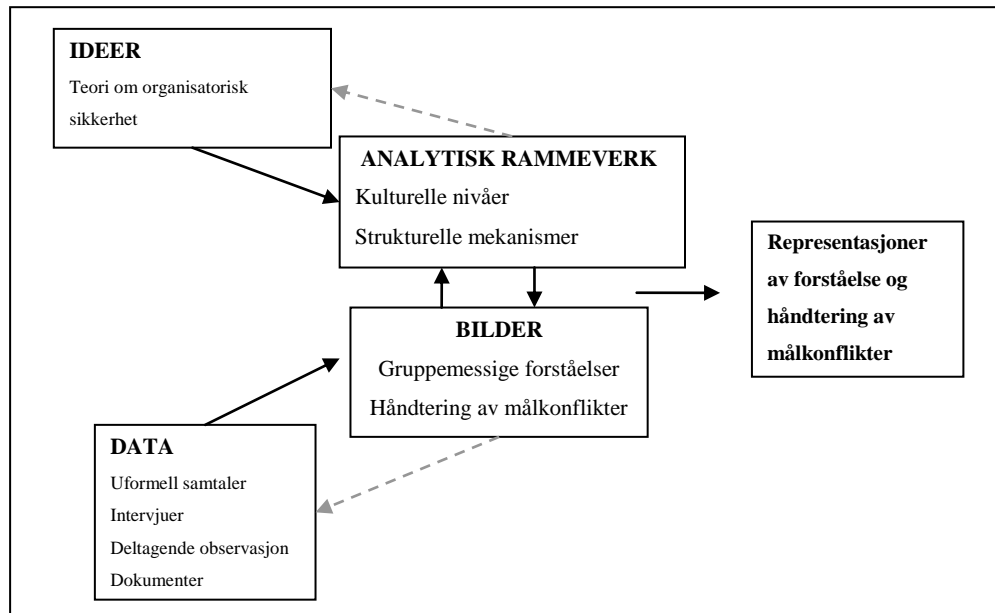 IDEER
Teori om organisatorisk
sikkerhet
ANALYTISK RAMMEVERK
Kulturelle nivåer
Strukturelle mekanismer
Representasjoner
av forståelse og
håndtering av
målkonflikter
BILDER
Gruppemessige forståelser
Håndtering av målkonflikter
DATA
Uformell samtaler
Intervjuer
Deltagende observasjon
Dokumenter